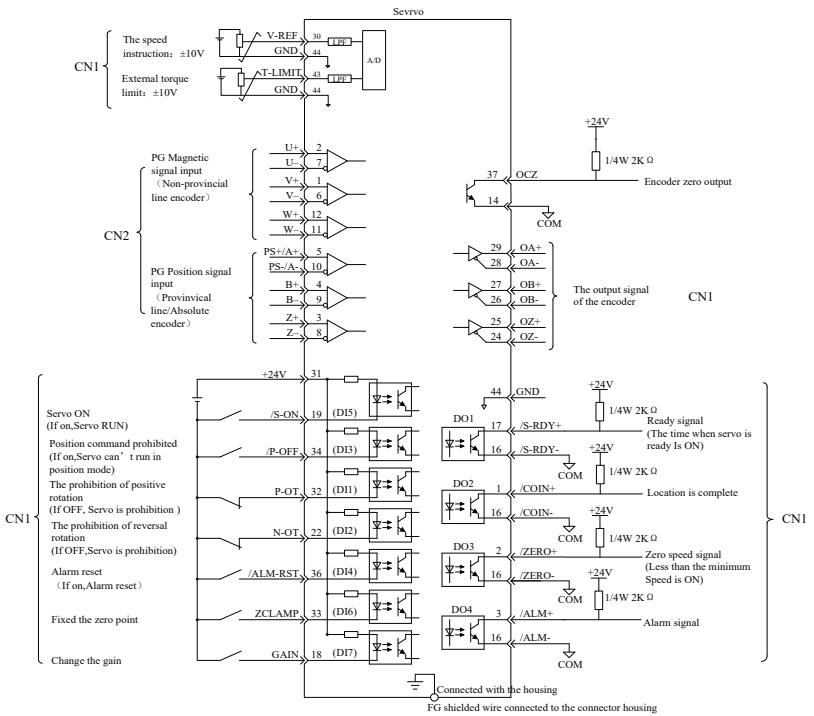 Sevrvo
CN1
The speed
instruction: ±10V
External torque
limit: ±10V
V-REF 30 LPF
GND 44
T-LIMIT 43 LPF
GND 44
A/D
CN2
PG Magnetic
signal input
（Non-provincial
line encoder）
U+ 2
U- 7
V+ 1
V- 6
W+ 12
W- 11
PG Position signal
input
（Provinvical
line/Absolute
encoder）
PS+/A+ 5
PS-/A- 10
B+ 4
B- 9
Z+ 3
Z- 8
+24V
1/4W 2K Ω
37 OCZ
Encoder zero output
14
COM
29 OA+
28 OA-
27 OB+
26 OB-
25 OZ+
24 OZ-
The output signal
of the encoder
CN1
CN1
+24V 31
Servo ON
(If on,Servo RUN)
/S-ON 19 (DI5)
Position command prohibited
(If on,Servo can't run in
position mode)
/P-OFF 34 (DI3)
The prohibition of positive
rotation
(If OFF, Servo is prohibition )
P-OT 32 (DI1)
The prohibition of reversal
rotation
(If OFF,Servo is prohibition)
N-OT 22 (DI2)
Alarm reset
（If on,Alarm reset）
/ALM-RST 36 (DI4)
Fixed the zero point
ZCLAMP 33 (DI6)
Change the gain
GAIN 18 (DI7)
44 GND
+24V
1/4W 2K Ω
DO1
17 /S-RDY+
16 /S-RDY-
COM
Ready signal
(The time when servo is
ready Is ON)
+24V
1/4W 2K Ω
DO2
1 /COIN+
16 /COIN-
COM
Location is complete
+24V
1/4W 2K Ω
DO3
2 /ZERO+
16 /ZERO-
COM
Zero speed signal
(Less than the minimum
Speed is ON)
+24V
1/4W 2K Ω
DO4
3 /ALM+
16 /ALM-
COM
Alarm signal
CN1
Connected with the housing
FG shielded wire connected to the connector housing